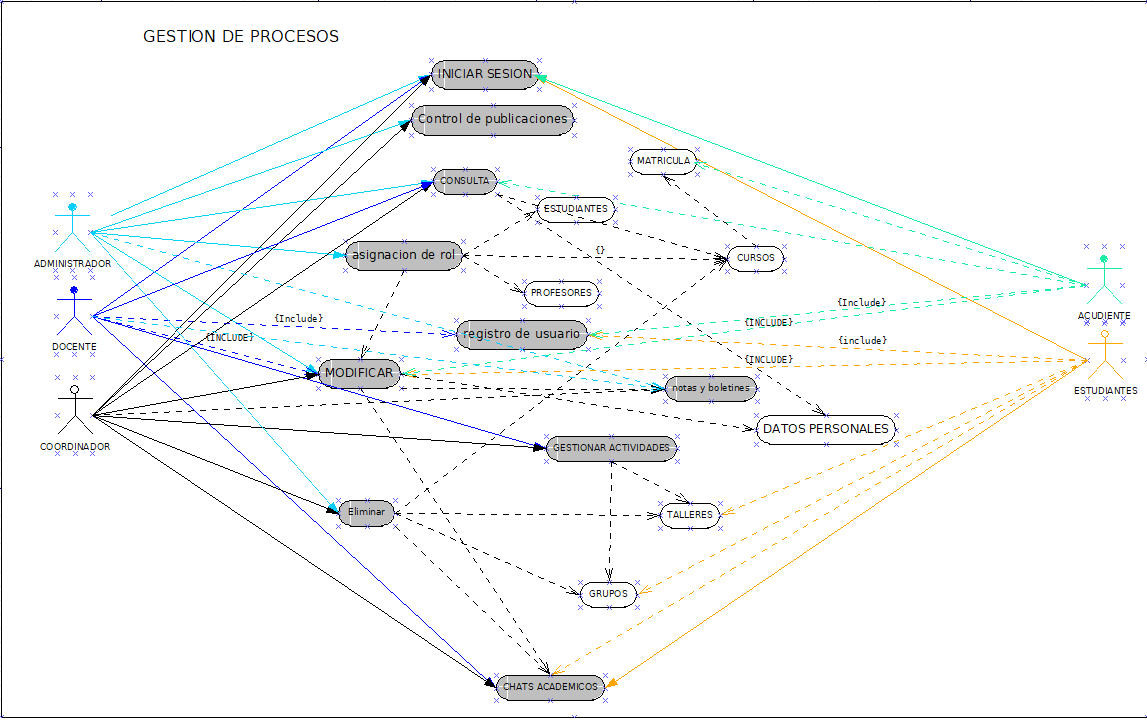 GESTION DE PROCESOS
INICIAR SESION
Control de publicaciones
MATRICULA
CONSULTA
ESTUDIANTES
ADMINISTRADOR
asignacion de rol
{}
CURSOS
PROFESORES
{Include}
ACUDIENTE
{Include}
{INCLUDE}
DOCENTE
{INCLUDE}
registro de usuario
{include}
{INCLUDE}
MODIFICAR
notas y boletines
ESTUDIANTES
DATOS PERSONALES
COORDINADOR
GESTIONAR ACTIVIDADES
Eliminar
TALLERES
GRUPOS
CHATS ACADEMICOS